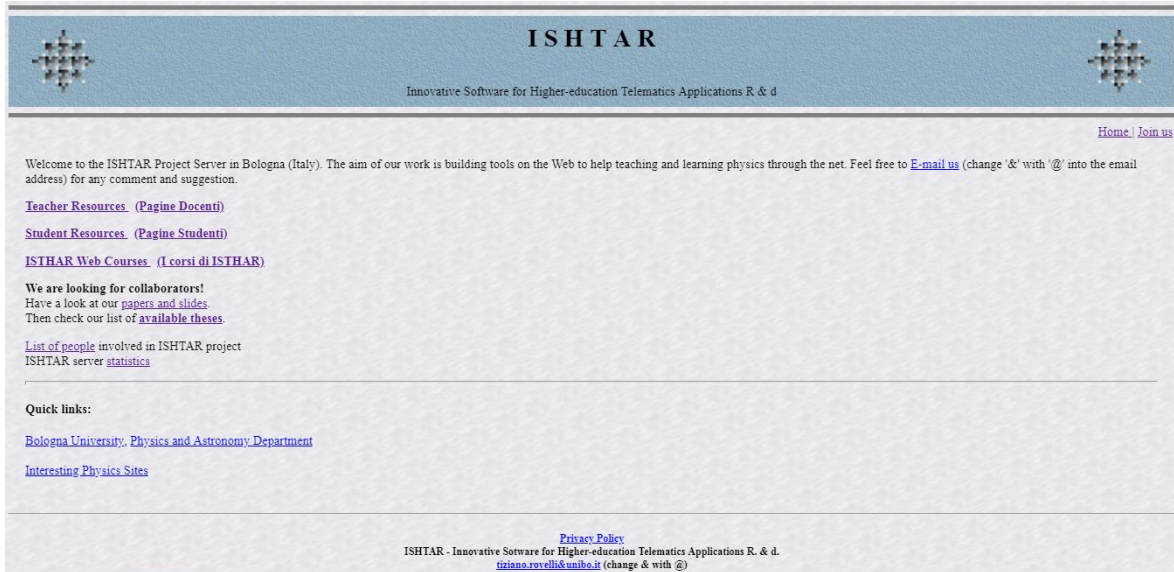 I S H T A R
Innovative Software for Higher-education Telematics Applications R & d
Home | Join us
Welcome to the ISHTAR Project Server in Bologna (Italy). The aim of our work is building tools on the Web to help teaching and learning physics through the net. Feel free to E-mail us (change '&' with '@' into the email
address) for any comment and suggestion.
Teacher Resources (Pagine Docenti)
Student Resources (Pagine Studenti)
ISTHAR Web Courses (I corsi di ISTHAR)
We are looking for collaborators!
Have a look at our papers and slides.
Then check our list of available theses.
List of people involved in ISHTAR project
ISHTAR server statistics
Quick links:
Bologna University, Physics and Astronomy Department
Interesting Physics Sites
Privacy Policy
ISHTAR - Innovative Sotware for Higher-education Telematics Applications R. & d.
tiziano.rovelli&unibo.it (change & with @)